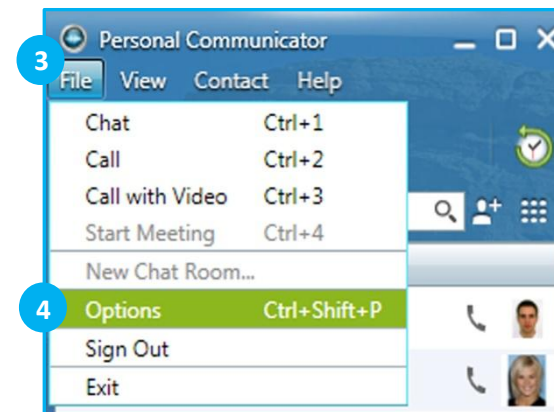 Personal Communicator
3
File View Contact Help
Chat Ctrl+1
Call Ctrl+2
Call with Video Ctrl+3
Start Meeting Ctrl+4
New Chat Room...
4 Options Ctrl+Shift+P
Sign Out
Exit